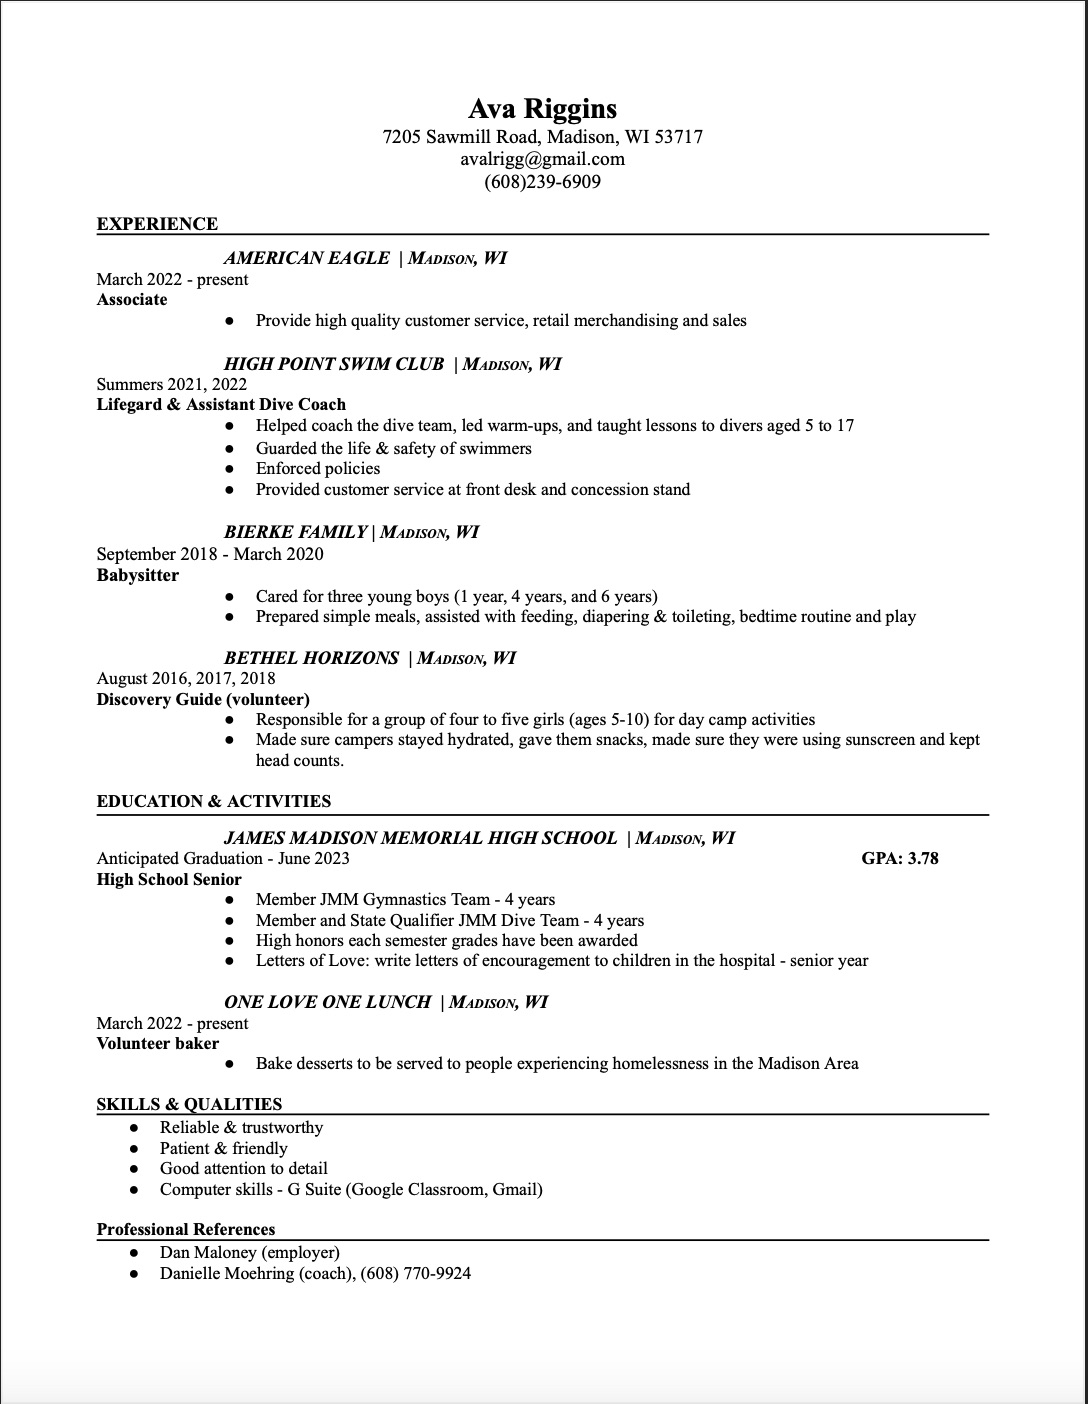 Ava Riggins
7205 Sawmill Road, Madison, WI 53717
avalrigg@gmail.com
(608)239-6909
EXPERIENCE
AMERICAN EAGLE | MADISON, WI
March 2022 - present
Associate
● Provide high quality customer service, retail merchandising and sales
HIGH POINT SWIM CLUB | MADISON, WI
Summers 2021, 2022
Lifegard & Assistant Dive Coach
● Helped coach the dive team, led warm-ups, and taught lessons to divers aged 5 to 17
● Guarded the life & safety of swimmers
● Enforced policies
● Provided customer service at front desk and concession stand
BIERKE FAMILY | MADISON, WI
September 2018 - March 2020
Babysitter
● Cared for three young boys (1 year, 4 years, and 6 years)
● Prepared simple meals, assisted with feeding, diapering & toileting, bedtime routine and play
BETHEL HORIZONS | MADISON, WI
August 2016, 2017, 2018
Discovery Guide (volunteer)
● Responsible for a group of four to five girls (ages 5-10) for day camp activities
● Made sure campers stayed hydrated, gave them snacks, made sure they were using sunscreen and kept
head counts.
EDUCATION & ACTIVITIES
JAMES MADISON MEMORIAL HIGH SCHOOL | MADISON, WI
Anticipated Graduation - June 2023 GPA: 3.78
High School Senior
● Member JMM Gymnastics Team - 4 years
● Member and State Qualifier JMM Dive Team - 4 years
● High honors each semester grades have been awarded
● Letters of Love: write letters of encouragement to children in the hospital - senior year
ONE LOVE ONE LUNCH | MADISON, WI
March 2022 - present
Volunteer baker
● Bake desserts to be served to people experiencing homelessness in the Madison Area
SKILLS & QUALITIES
● Reliable & trustworthy
● Patient & friendly
● Good attention to detail
● Computer skills - G Suite (Google Classroom, Gmail)
Professional References
● Dan Maloney (employer)
● Danielle Moehring (coach), (608) 770-9924